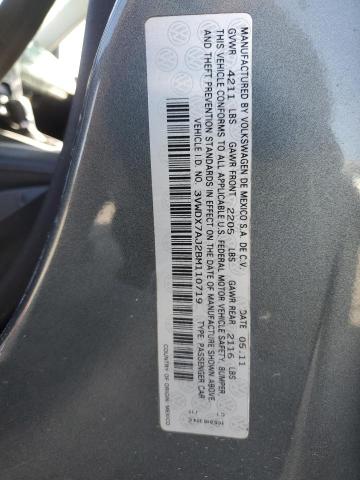 MANUFACTURED BY VOLKSWAGEN DE MEXICO S.A. DE C.V.
GVWR 4211 LBS GAWR FRONT 2205 LBS GAWR REAR 2116 LBS DATE 05.11
THIS VEHICLE CONFORMS TO ALL APPLICABLE U.S. FEDERAL MOTOR VEHICLE SAFETY, BUMPER
AND THEFT PREVENTION STANDARDS IN EFFECT ON THE DATE OF MANUFACTURE SHOWN ABOVE.
VEHICLE ID. NO. 3VWDX7AJ2BM110719 TYPE: PASSENGER CAR
COUNTRY OF ORIGIN: MEXICO